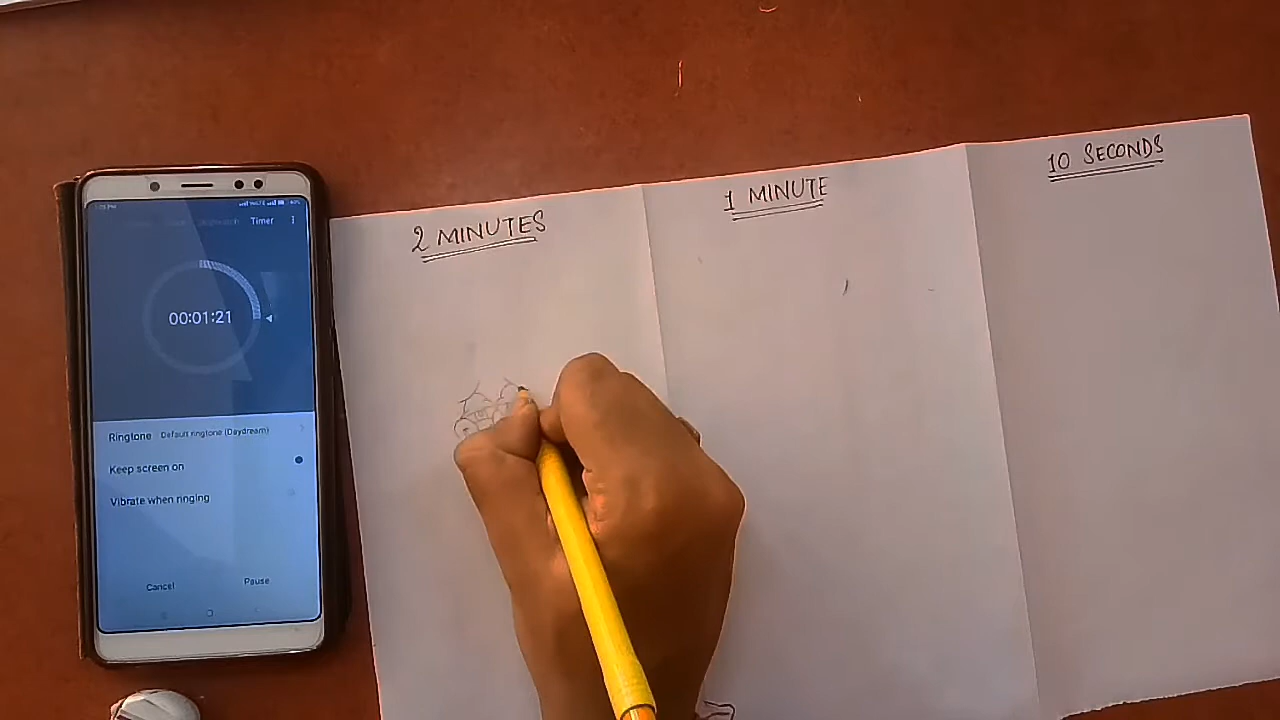 Timer
00:01:21
Ringtone Default ringtone (Daydream)
Keep screen on
Vibrate when ringing
Cancel Pause
2 MINUTES
1 MINUTE
10 SECONDS